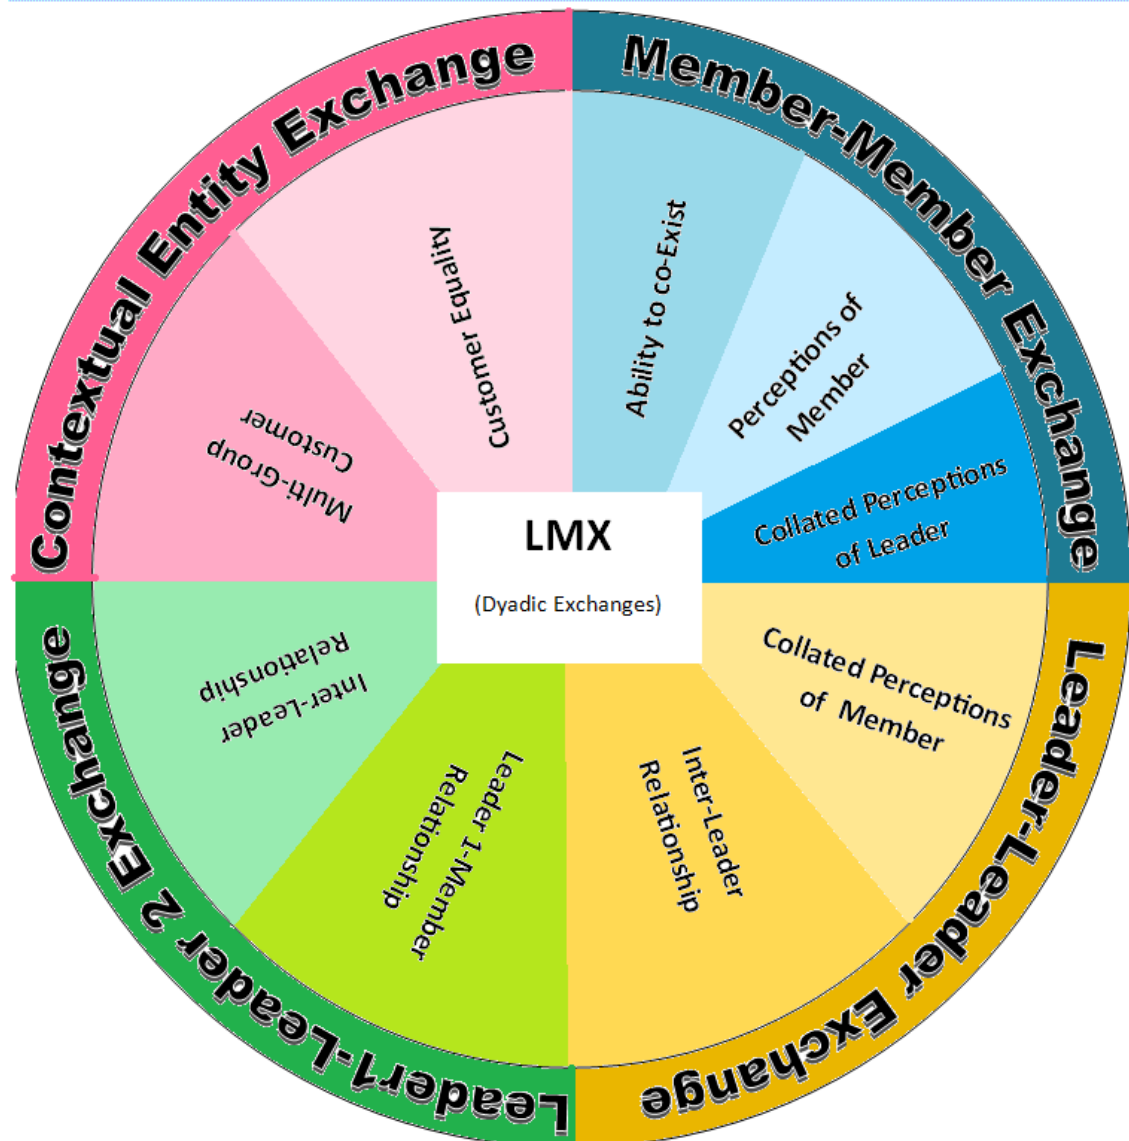 Contextual Entity Exchange
Member-Member Exchange
Leader-Leader Exchange
Leader1-Leader 2 Exchange
Customer Equality
Ability to co-Exist
Perceptions of
Member
Collated Perceptions
of Leader
Collated Perceptions
of Member
Inter-Leader
Relationship
Leader 1-Member
Relationship
Inter-Leader
Relationship
Multi-Group
Customer
LMX
(Dyadic Exchanges)